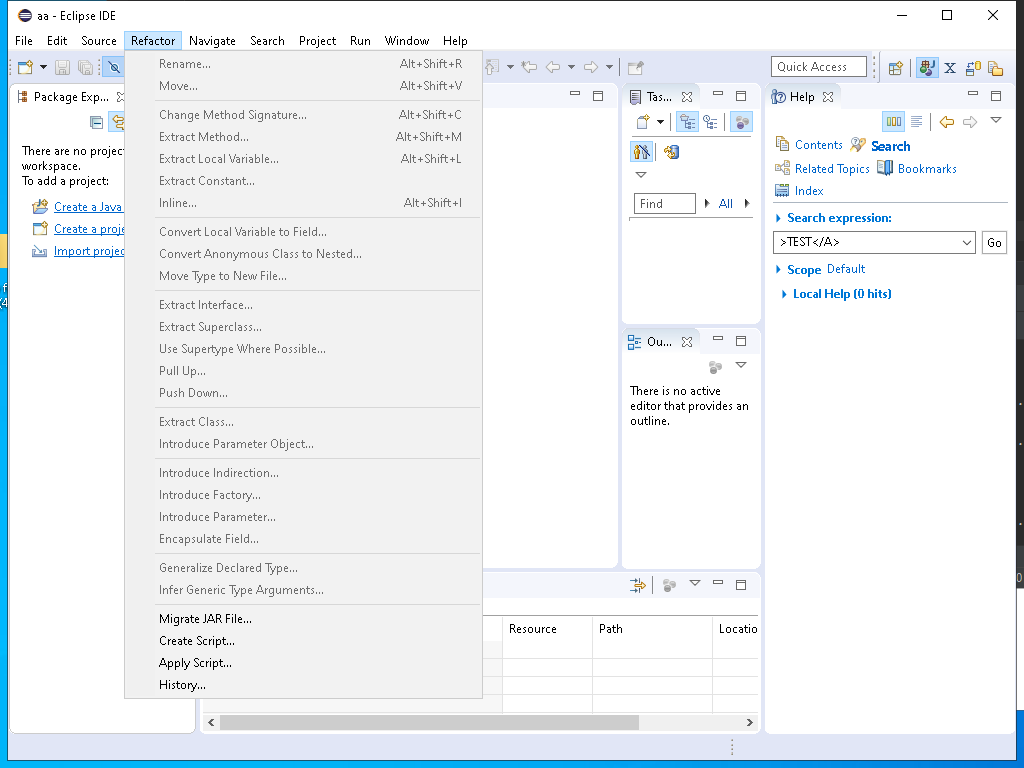 aa - Eclipse IDE
File Edit Source Refactor Navigate Search Project Run Window Help
Quick Access
Package Exp...
There are no
workspace.
To add a project:
Create a Java
Create a
Import
Rename... Alt+Shift+R
Move... Alt+Shift+V
Change Method Signature... Alt+Shift+C
Extract Method... Alt+Shift+M
Extract Local Variable... Alt+Shift+L
Extract Constant...
Inline... Alt+Shift+I
Convert Local Variable to Field...
Convert Anonymous Class to Nested...
Move Type to New File...
Extract Interface...
Extract Superclass...
Use Supertype Where Possible...
Pull Up...
Push Down...
Extract Class...
Introduce Parameter Object...
Introduce Indirection...
Introduce Factory...
Introduce Parameter...
Encapsulate Field...
Generalize Declared Type...
Infer Generic Type Arguments...
Migrate JAR File...
Create Script...
Apply Script...
History...
Tas...
Find All
Ou...
There is no active
editor that provides an
outline.
Resource Path Locatio
Help
Contents Search
Related Topics Bookmarks
Index
Search expression:
>TEST</A> Go
Scope Default
Local Help (0 hits)